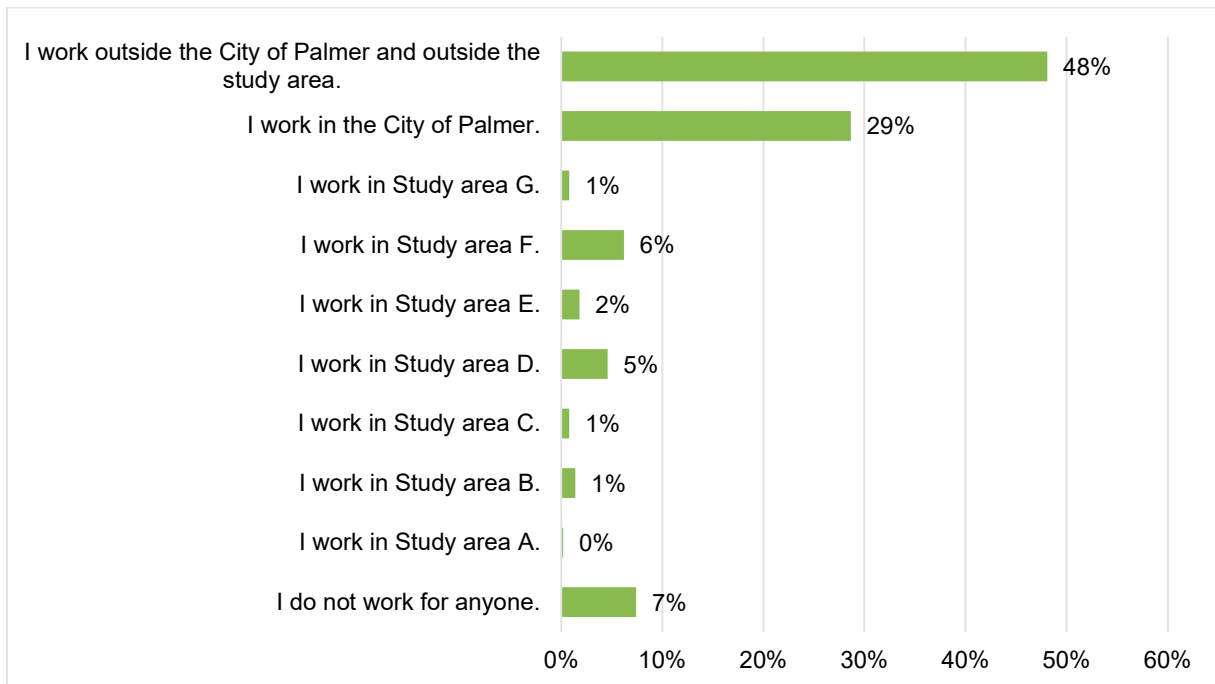 I work outside the City of Palmer and outside the
study area.
48%
I work in the City of Palmer.
29%
I work in Study area G.
1%
I work in Study area F.
6%
I work in Study area E.
2%
I work in Study area D.
5%
I work in Study area C.
1%
I work in Study area B.
1%
I work in Study area A.
0%
I do not work for anyone.
7%
0% 10% 20% 30% 40% 50% 60%